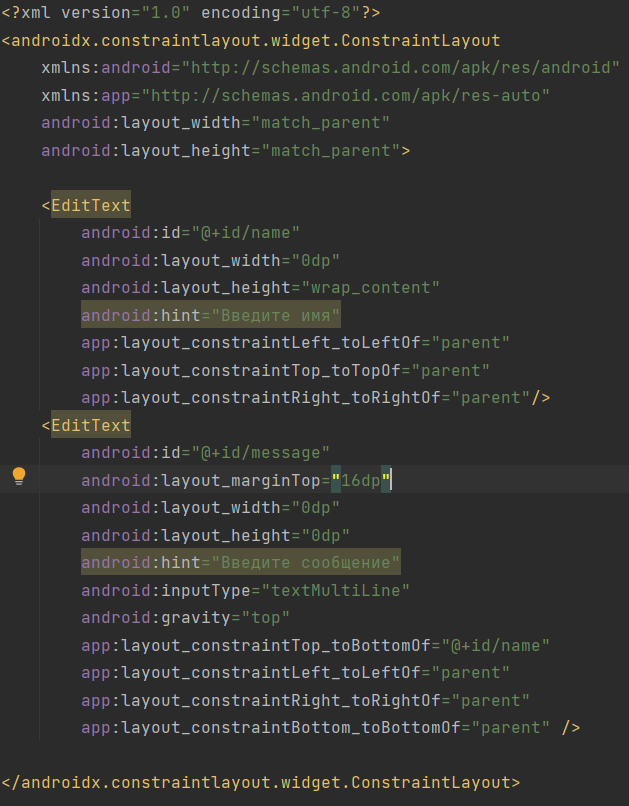 <?xml version="1.0" encoding="utf-8"?>
<androidx.constraintlayout.widget.ConstraintLayout
    xmlns:android="http://schemas.android.com/apk/res/android"
    xmlns:app="http://schemas.android.com/apk/res-auto"
    android:layout_width="match_parent"
    android:layout_height="match_parent">

    <EditText
        android:id="@+id/name"
        android:layout_width="0dp"
        android:layout_height="wrap_content"
        android:hint="Введите имя"
        app:layout_constraintLeft_toLeftOf="parent"
        app:layout_constraintTop_toTopOf="parent"
        app:layout_constraintRight_toRightOf="parent"/>
    <EditText
        android:id="@+id/message"
        android:layout_marginTop="16dp"
        android:layout_width="0dp"
        android:layout_height="0dp"
        android:hint="Введите сообщение"
        android:inputType="textMultiLine"
        android:gravity="top"
        app:layout_constraintTop_toBottomOf="@+id/name"
        app:layout_constraintLeft_toLeftOf="parent"
        app:layout_constraintRight_toRightOf="parent"
        app:layout_constraintBottom_toBottomOf="parent" />

</androidx.constraintlayout.widget.ConstraintLayout>